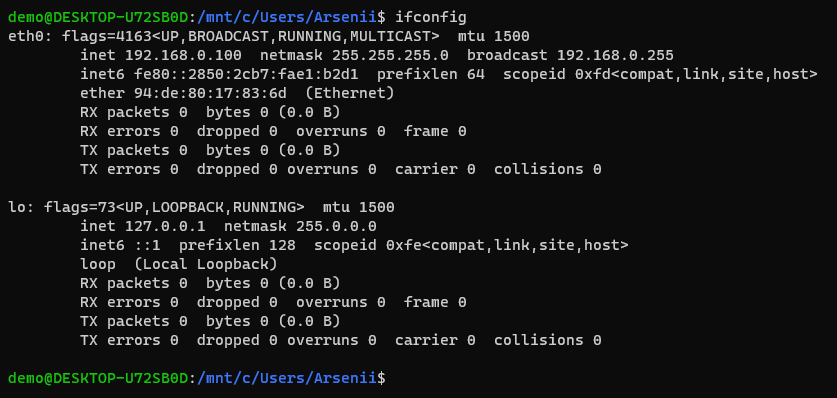 demo@DESKTOP-U72SB0D:/mnt/c/Users/Arsenii$ ifconfig
eth0: flags=4163<UP,BROADCAST,RUNNING,MULTICAST>  mtu 1500
        inet 192.168.0.100  netmask 255.255.255.0  broadcast 192.168.0.255
        inet6 fe80::2850:2cb7:fae1:b2d1  prefixlen 64  scopeid 0xfd<compat,link,site,host>
        ether 94:de:80:17:83:6d  (Ethernet)
        RX packets 0  bytes 0 (0.0 B)
        RX errors 0  dropped 0  overruns 0  frame 0
        TX packets 0  bytes 0 (0.0 B)
        TX errors 0  dropped 0 overruns 0  carrier 0  collisions 0

lo: flags=73<UP,LOOPBACK,RUNNING>  mtu 1500
        inet 127.0.0.1  netmask 255.0.0.0
        inet6 ::1  prefixlen 128  scopeid 0xfe<compat,link,site,host>
        loop  (Local Loopback)
        RX packets 0  bytes 0 (0.0 B)
        RX errors 0  dropped 0  overruns 0  frame 0
        TX packets 0  bytes 0 (0.0 B)
        TX errors 0  dropped 0 overruns 0  carrier 0  collisions 0

demo@DESKTOP-U72SB0D:/mnt/c/Users/Arsenii$